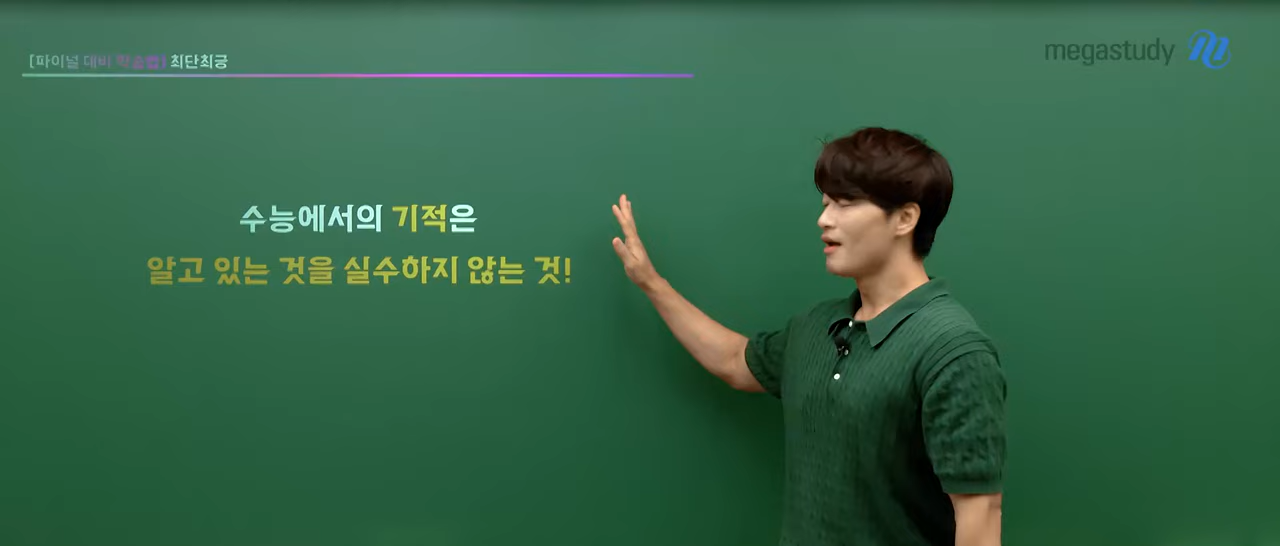 [파이널 대비 학습법] 최단최긍
megastudy
수능에서의 기적은
알고 있는 것을 실수하지 않는 것!